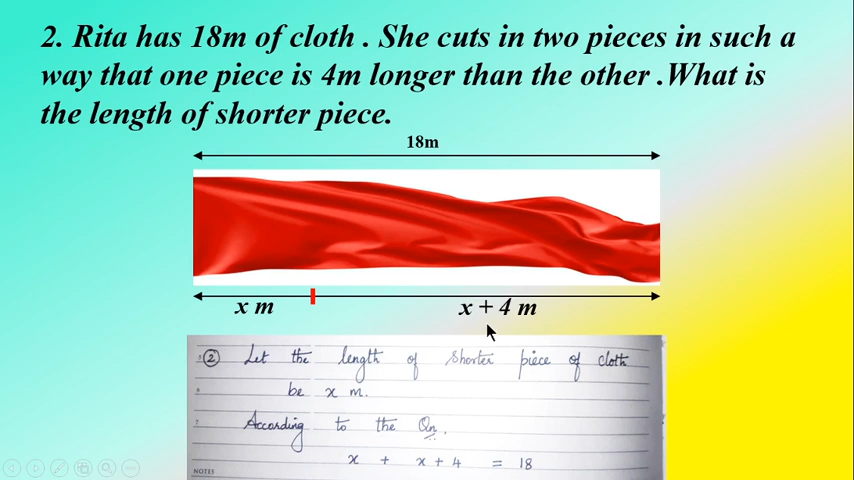 2. Rita has 18m of cloth . She cuts in two pieces in such a
way that one piece is 4m longer than the other .What is
the length of shorter piece.
18m
x m
x + 4 m
② Let the length of shorter piece of cloth
be x m.
According to the Qn.
x + x + 4 = 18
NOTES